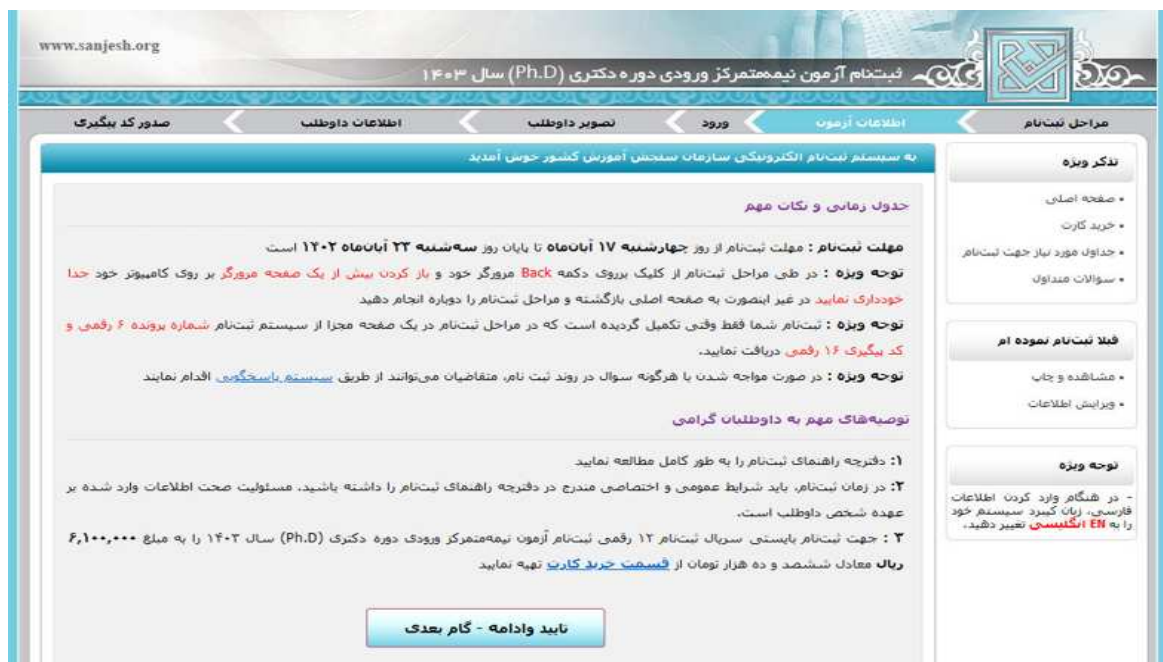 www.sanjesh.org
ثبت‌نام آزمون نیمه‌متمرکز ورودی دوره دکتری (Ph.D) سال ۱۴۰۳
مراحل ثبت‌نام
اطلاعات آزمون
ورود
تصویر داوطلب
اطلاعات داوطلب
صدور کد پیگیری
تذکر ویژه
• صفحه اصلی
• خرید کارت
• جداول مورد نیاز جهت ثبت‌نام
• سوالات متداول
قبلا ثبت‌نام نموده ام
• مشاهده و چاپ
• ویرایش اطلاعات
توجه ویژه
- در هنگام وارد کردن اطلاعات
فارسی، زبان کیبرد سیستم خود
را به EN انگلیسی تغییر دهید.
به سیستم ثبت‌نام الکترونیکی سازمان سنجش آموزش کشور خوش آمدید
جدول زمانی و نکات مهم
مهلت ثبت‌نام : مهلت ثبت‌نام از روز چهارشنبه ۱۷ آبان‌ماه تا پایان روز سه‌شنبه ۲۳ آبان‌ماه ۱۴۰۲ است
توجه ویژه : در طی مراحل ثبت‌نام از کلیک برروی دکمه Back مرورگر خود و باز کردن بیش از یک صفحه مرورگر بر روی کامپیوتر خود جدا
خودداری نمایید در غیر اینصورت به صفحه اصلی بازگشته و مراحل ثبت‌نام را دوباره انجام دهید
توجه ویژه : ثبت‌نام شما فقط وقتی تکمیل گردیده است که در مراحل ثبت‌نام در یک صفحه مجزا از سیستم ثبت‌نام شماره پرونده ۶ رقمی و
کد پیگیری ۱۶ رقمی دریافت نمایید.
توجه ویژه : در صورت مواجه شدن با هرگونه سوال در روند ثبت نام، متقاضیان می‌توانند از طریق سیستم پاسخگویی اقدام نمایند
توصیه‌های مهم به داوطلبان گرامی
۱: دفترچه راهنمای ثبت‌نام را به طور کامل مطالعه نمایید
۲: در زمان ثبت‌نام، باید شرایط عمومی و اختصاصی مندرج در دفترچه راهنمای ثبت‌نام را داشته باشید. مسئولیت صحت اطلاعات وارد شده بر
عهده شخص داوطلب است.
۳ : جهت ثبت‌نام بایستی سریال ثبت‌نام ۱۲ رقمی ثبت‌نام آزمون نیمه‌متمرکز ورودی دوره دکتری (Ph.D) سال ۱۴۰۳ را به مبلغ ۶,۱۰۰,۰۰۰
ریال معادل ششصد و ده هزار تومان از قسمت خرید کارت تهیه نمایید
تایید وادامه - گام بعدی